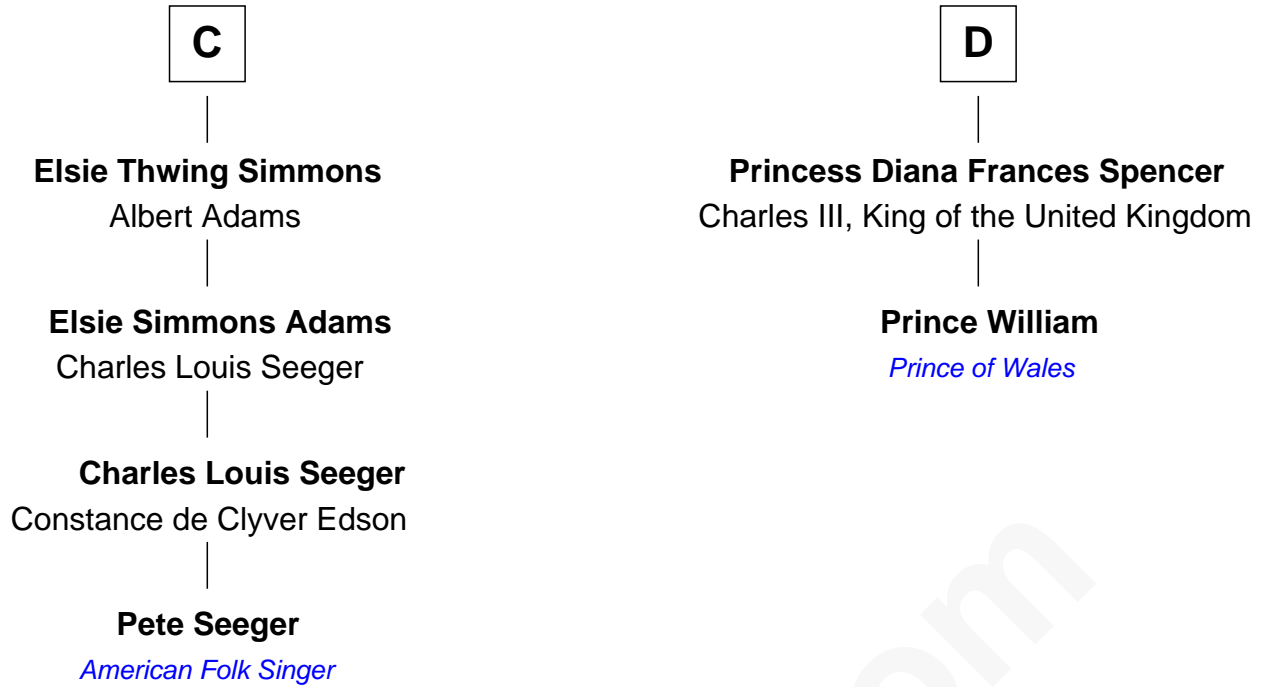 C
Elsie Thwing Simmons
Albert Adams
Elsie Simmons Adams
Charles Louis Seeger
Charles Louis Seeger
Constance de Clyver Edson
Pete Seeger
American Folk Singer
D
Princess Diana Frances Spencer
Charles III, King of the United Kingdom
Prince William
Prince of Wales
om